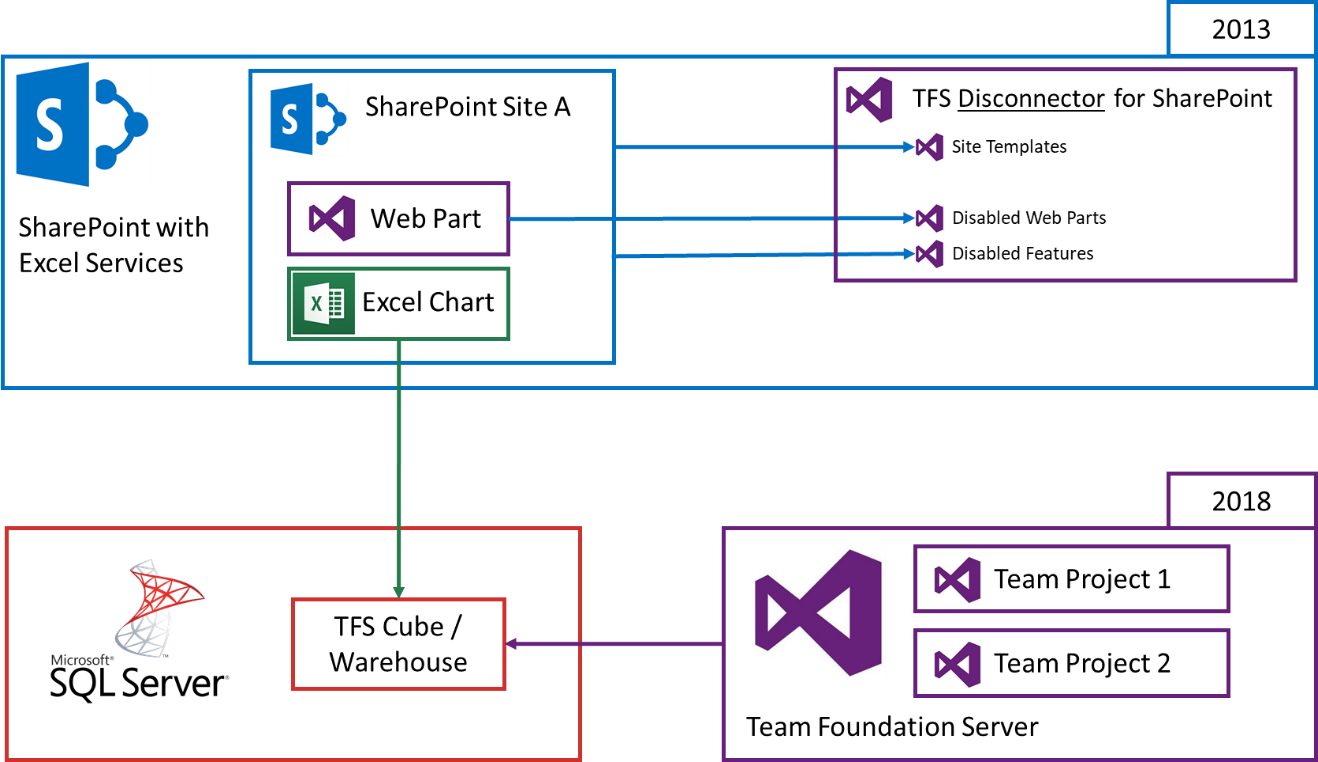 2013
SharePoint Site A
TFS Disconnector for SharePoint
Site Templates
SharePoint with
Excel Services
Web Part
Disabled Web Parts
Disabled Features
Excel Chart
2018
Microsoft®
SQL Server®
TFS Cube /
Warehouse
Team Project 1
Team Project 2
Team Foundation Server
S
S
X
™